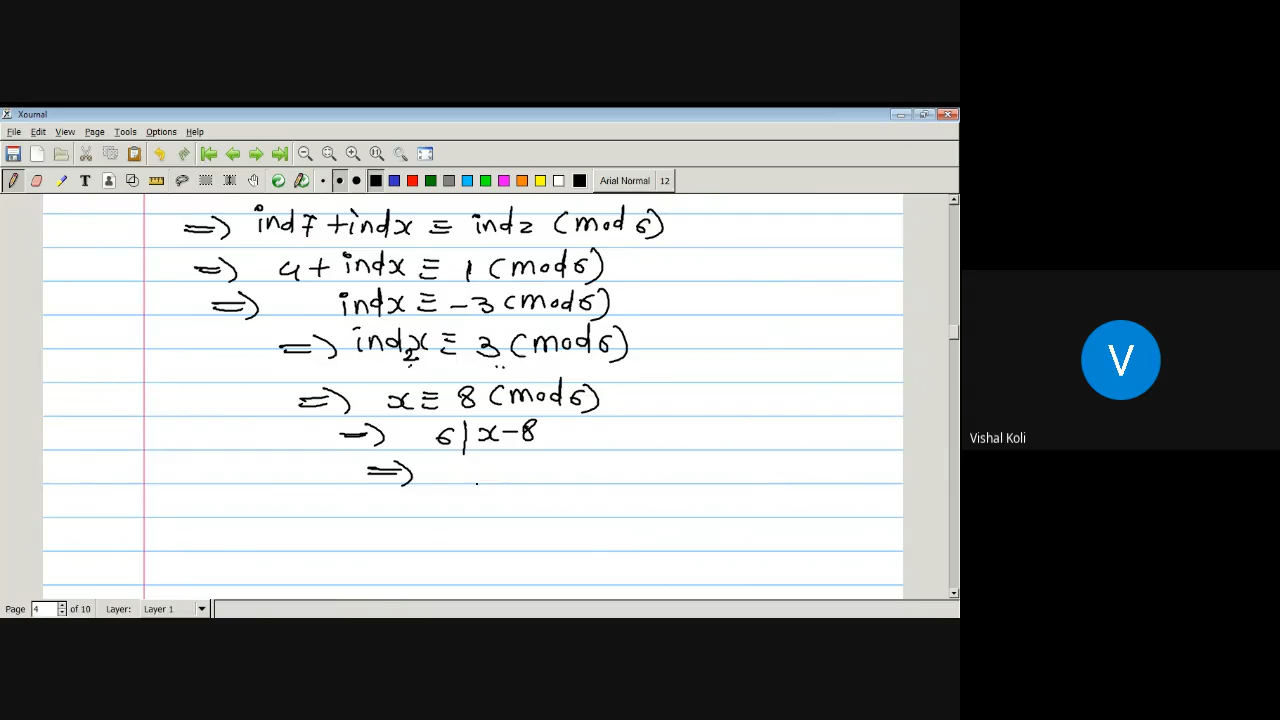 Xournal
File Edit View Page Tools Options Help
Arial Normal 12
⇒) ind7 + indx ≡ ind2 (mod 6)
⇒) 4 + indx ≡ 1 (mod 6)
⇒) indx ≡ -3 (mod 6)
⇒) ind₂x ≡ 3 (mod 6)
⇒) x ≡ 8 (mod 6)
⇒) 6 | x-8
⇒)
Page 4 of 10 Layer: Layer 1
V
Vishal Koli